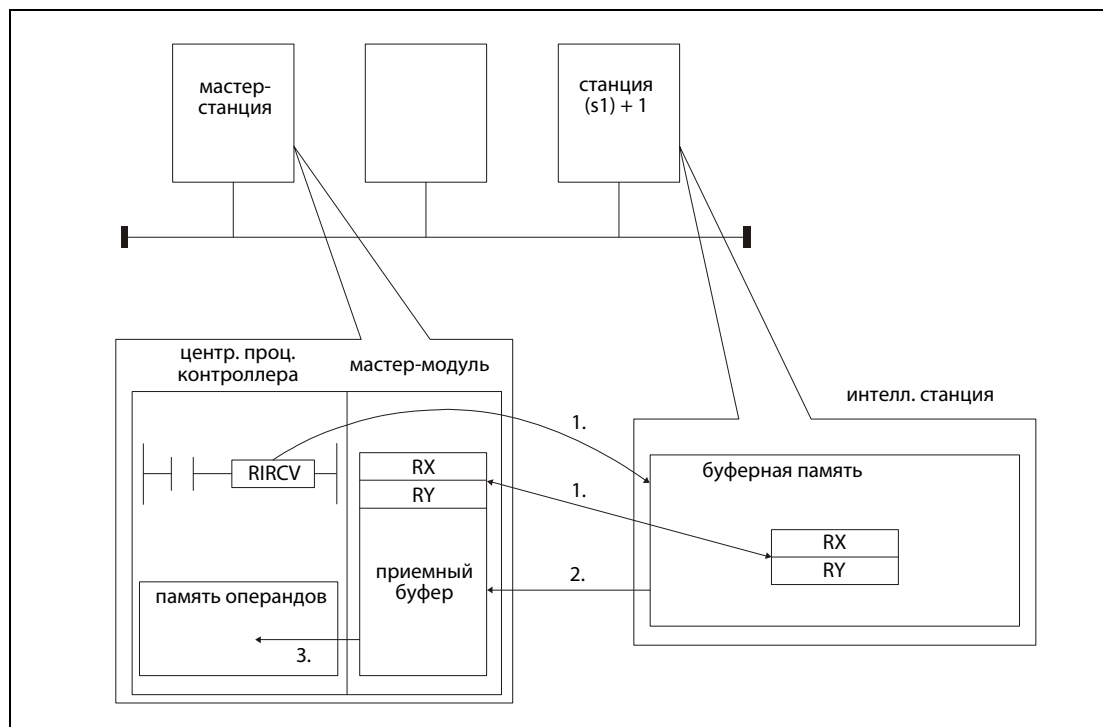 мастер-
станция
станция
(s1) + 1
центр. проц.
контроллера
мастер-модуль
интелл. станция
1.
RIRCV
RX
RY
буферная память
1.
RX
RY
приемный
буфер
2.
память операндов
3.